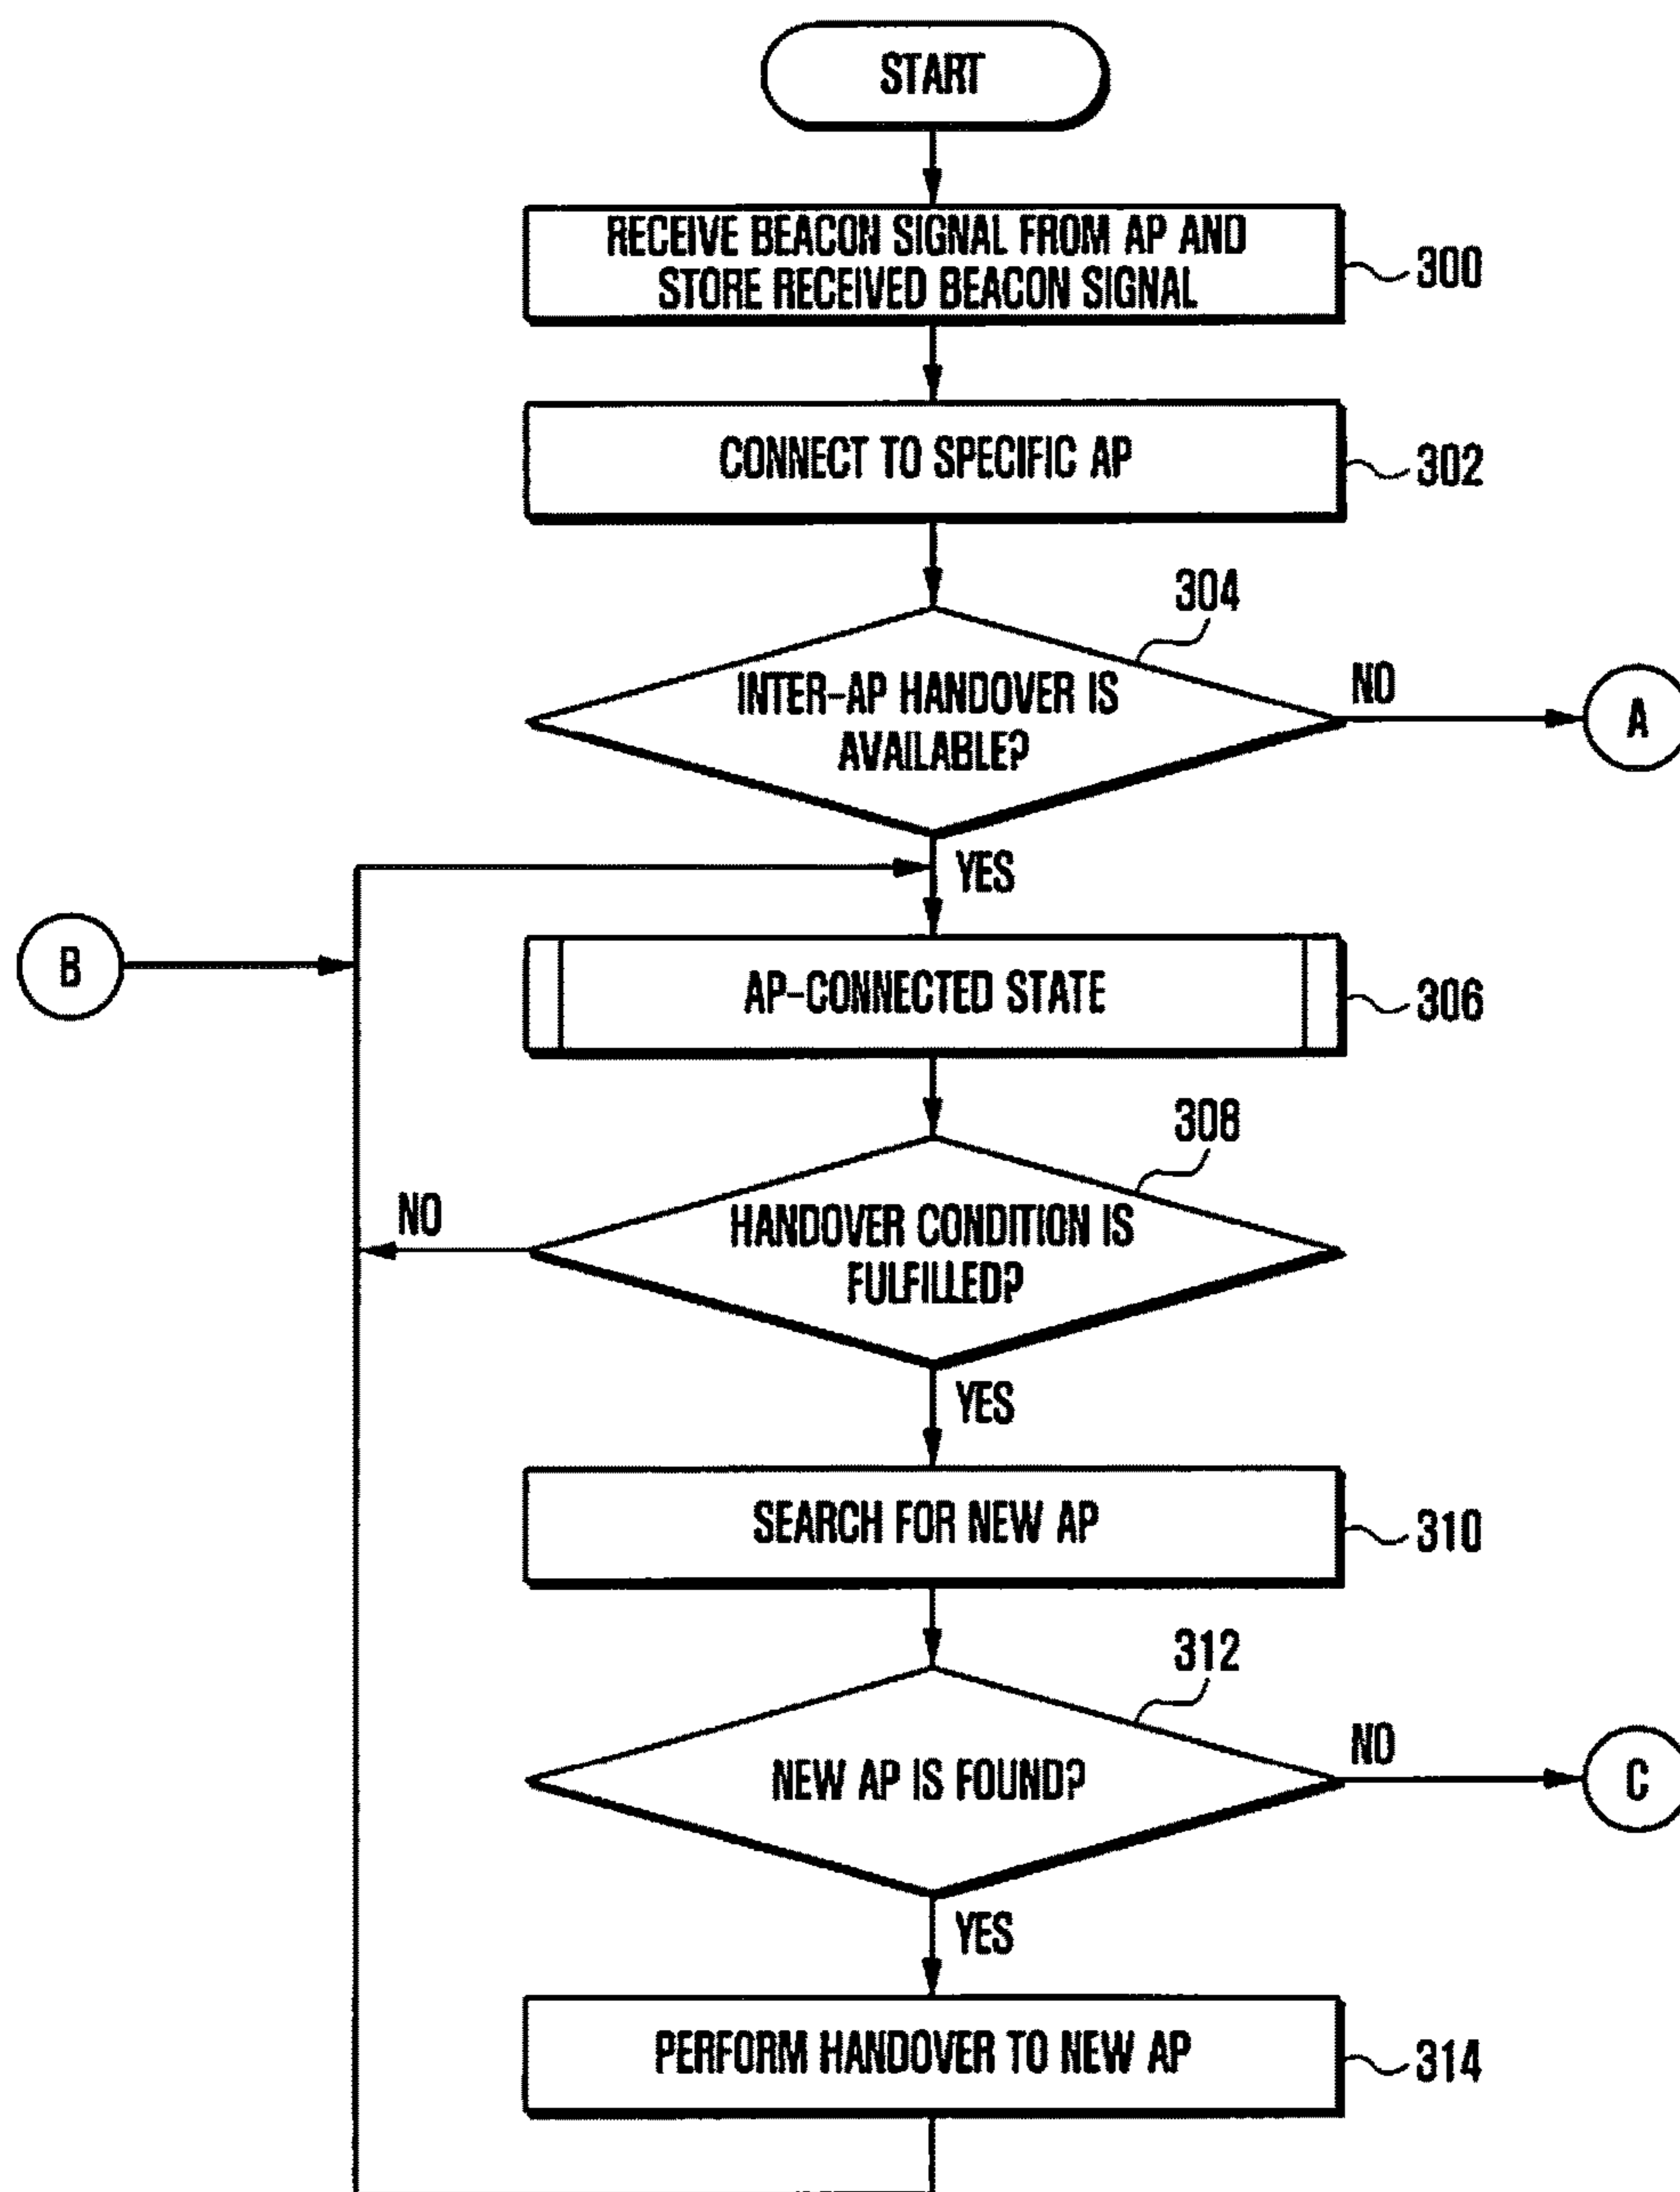 START
RECEIVE BEACON SIGNAL FROM AP AND
STORE RECEIVED BEACON SIGNAL
300
CONNECT TO SPECIFIC AP
302
304
INTER-AP HANDOVER IS
AVAILABLE?
NO
A
YES
B
AP-CONNECTED STATE
306
308
HANDOVER CONDITION IS
FULFILLED?
NO
YES
SEARCH FOR NEW AP
310
312
NEW AP IS FOUND?
NO
C
YES
PERFORM HANDOVER TO NEW AP
314